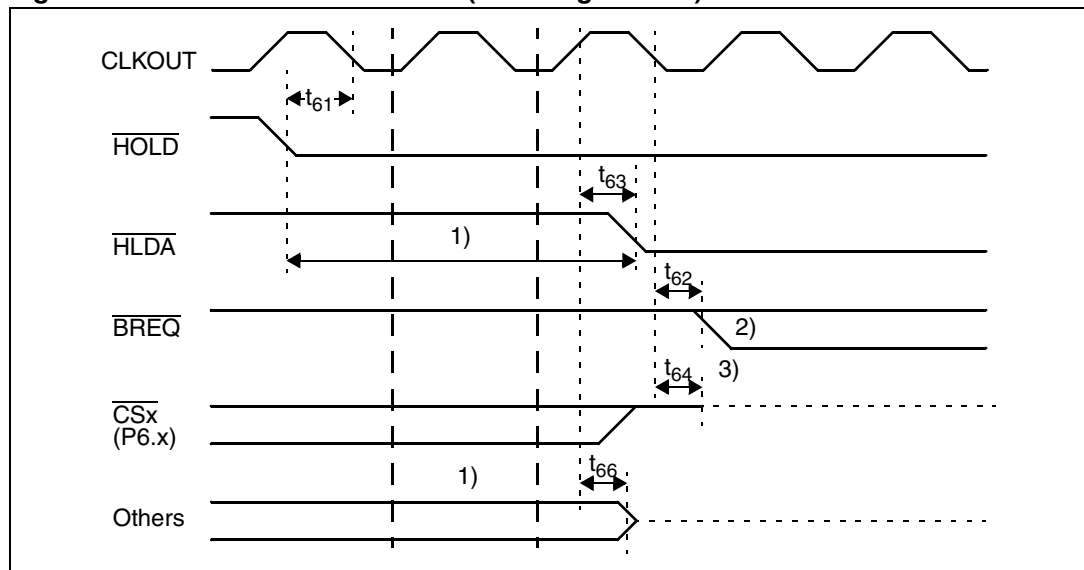 CLKOUT
t61
HOLD
t63
HLDA
1)
t62
BREQ
2)
t64
3)
CSx
(P6.x)
1)
t66
Others